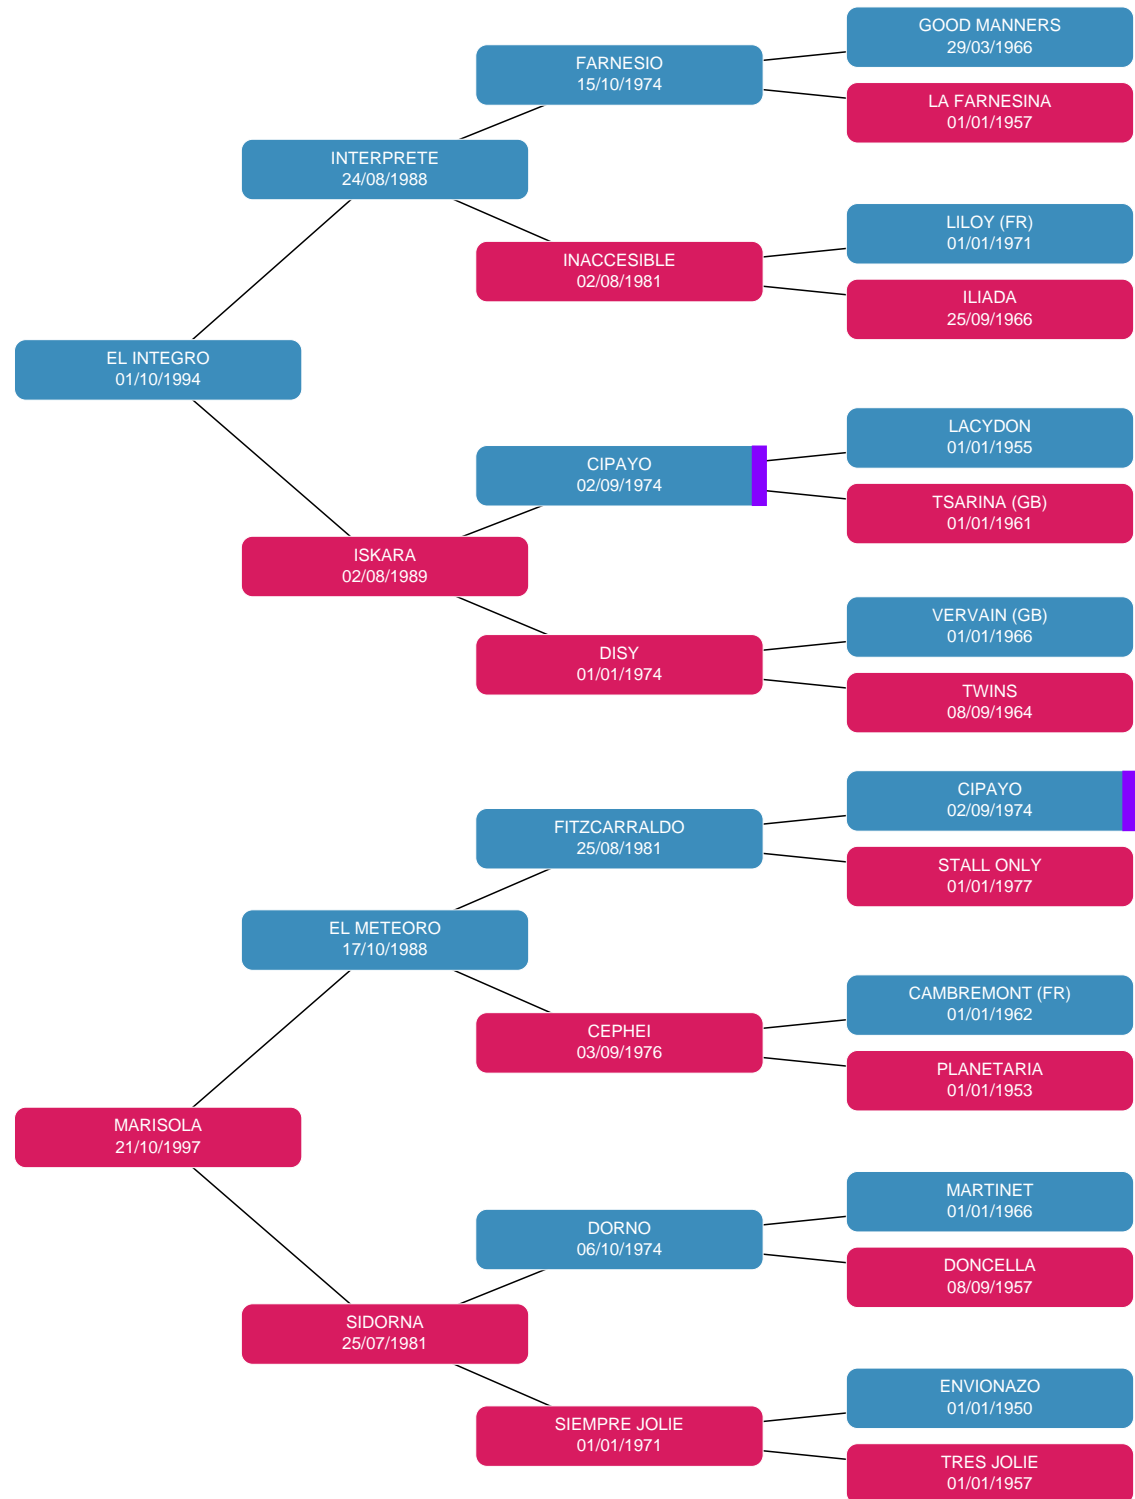 GOOD MANNERS
29/03/1966
FARNESIO
15/10/1974
LA FARNESINA
01/01/1957
INTERPRETE
24/08/1988
LILOY (FR)
01/01/1971
INACCESIBLE
02/08/1981
ILIADA
25/09/1966
EL INTEGRO
01/10/1994
LACYDON
01/01/1955
CIPAYO
02/09/1974
TSARINA (GB)
01/01/1961
ISKARA
02/08/1989
VERVAIN (GB)
01/01/1966
DISY
01/01/1974
TWINS
08/09/1964
CIPAYO
02/09/1974
FITZCARRALDO
25/08/1981
STALL ONLY
01/01/1977
EL METEORO
17/10/1988
CAMBREMONT (FR)
01/01/1962
CEPHEI
03/09/1976
PLANETARIA
01/01/1953
MARISOLA
21/10/1997
MARTINET
01/01/1966
DORNO
06/10/1974
DONCELLA
08/09/1957
SIDORNA
25/07/1981
ENVIONAZO
01/01/1950
SIEMPRE JOLIE
01/01/1971
TRES JOLIE
01/01/1957